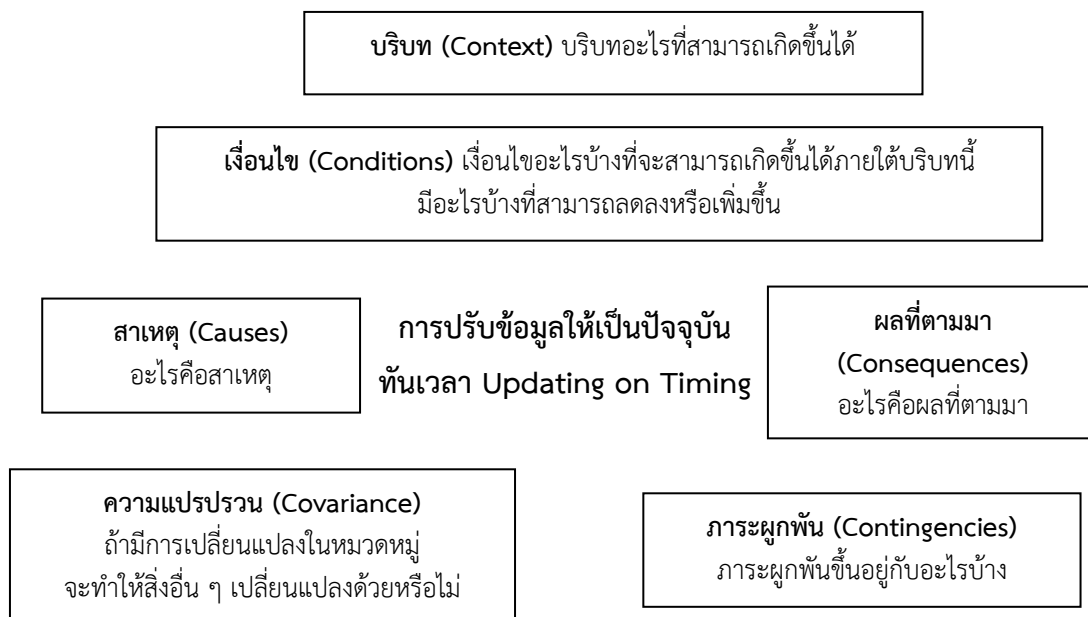 บริบท (Context) บริบทอะไรที่สามารถเกิดขึ้นได้
เงื่อนไข (Conditions) เงื่อนไขอะไรบ้างที่จะสามารถเกิดขึ้นได้ภายใต้บริบทนี้
มีอะไรบ้างที่สามารถลดลงหรือเพิ่มขึ้น
สาเหตุ (Causes)
อะไรคือสาเหตุ
การปรับข้อมูลให้เป็นปัจจุบัน
ทันเวลา Updating on Timing
ผลที่ตามมา
(Consequences)
อะไรคือผลที่ตามมา
ความแปรปรวน (Covariance)
ถ้ามีการเปลี่ยนแปลงในหมวดหมู่
จะทำให้สิ่งอื่น ๆ เปลี่ยนแปลงด้วยหรือไม่
ภาระผูกพัน (Contingencies)
ภาระผูกพันขึ้นอยู่กับอะไรบ้าง